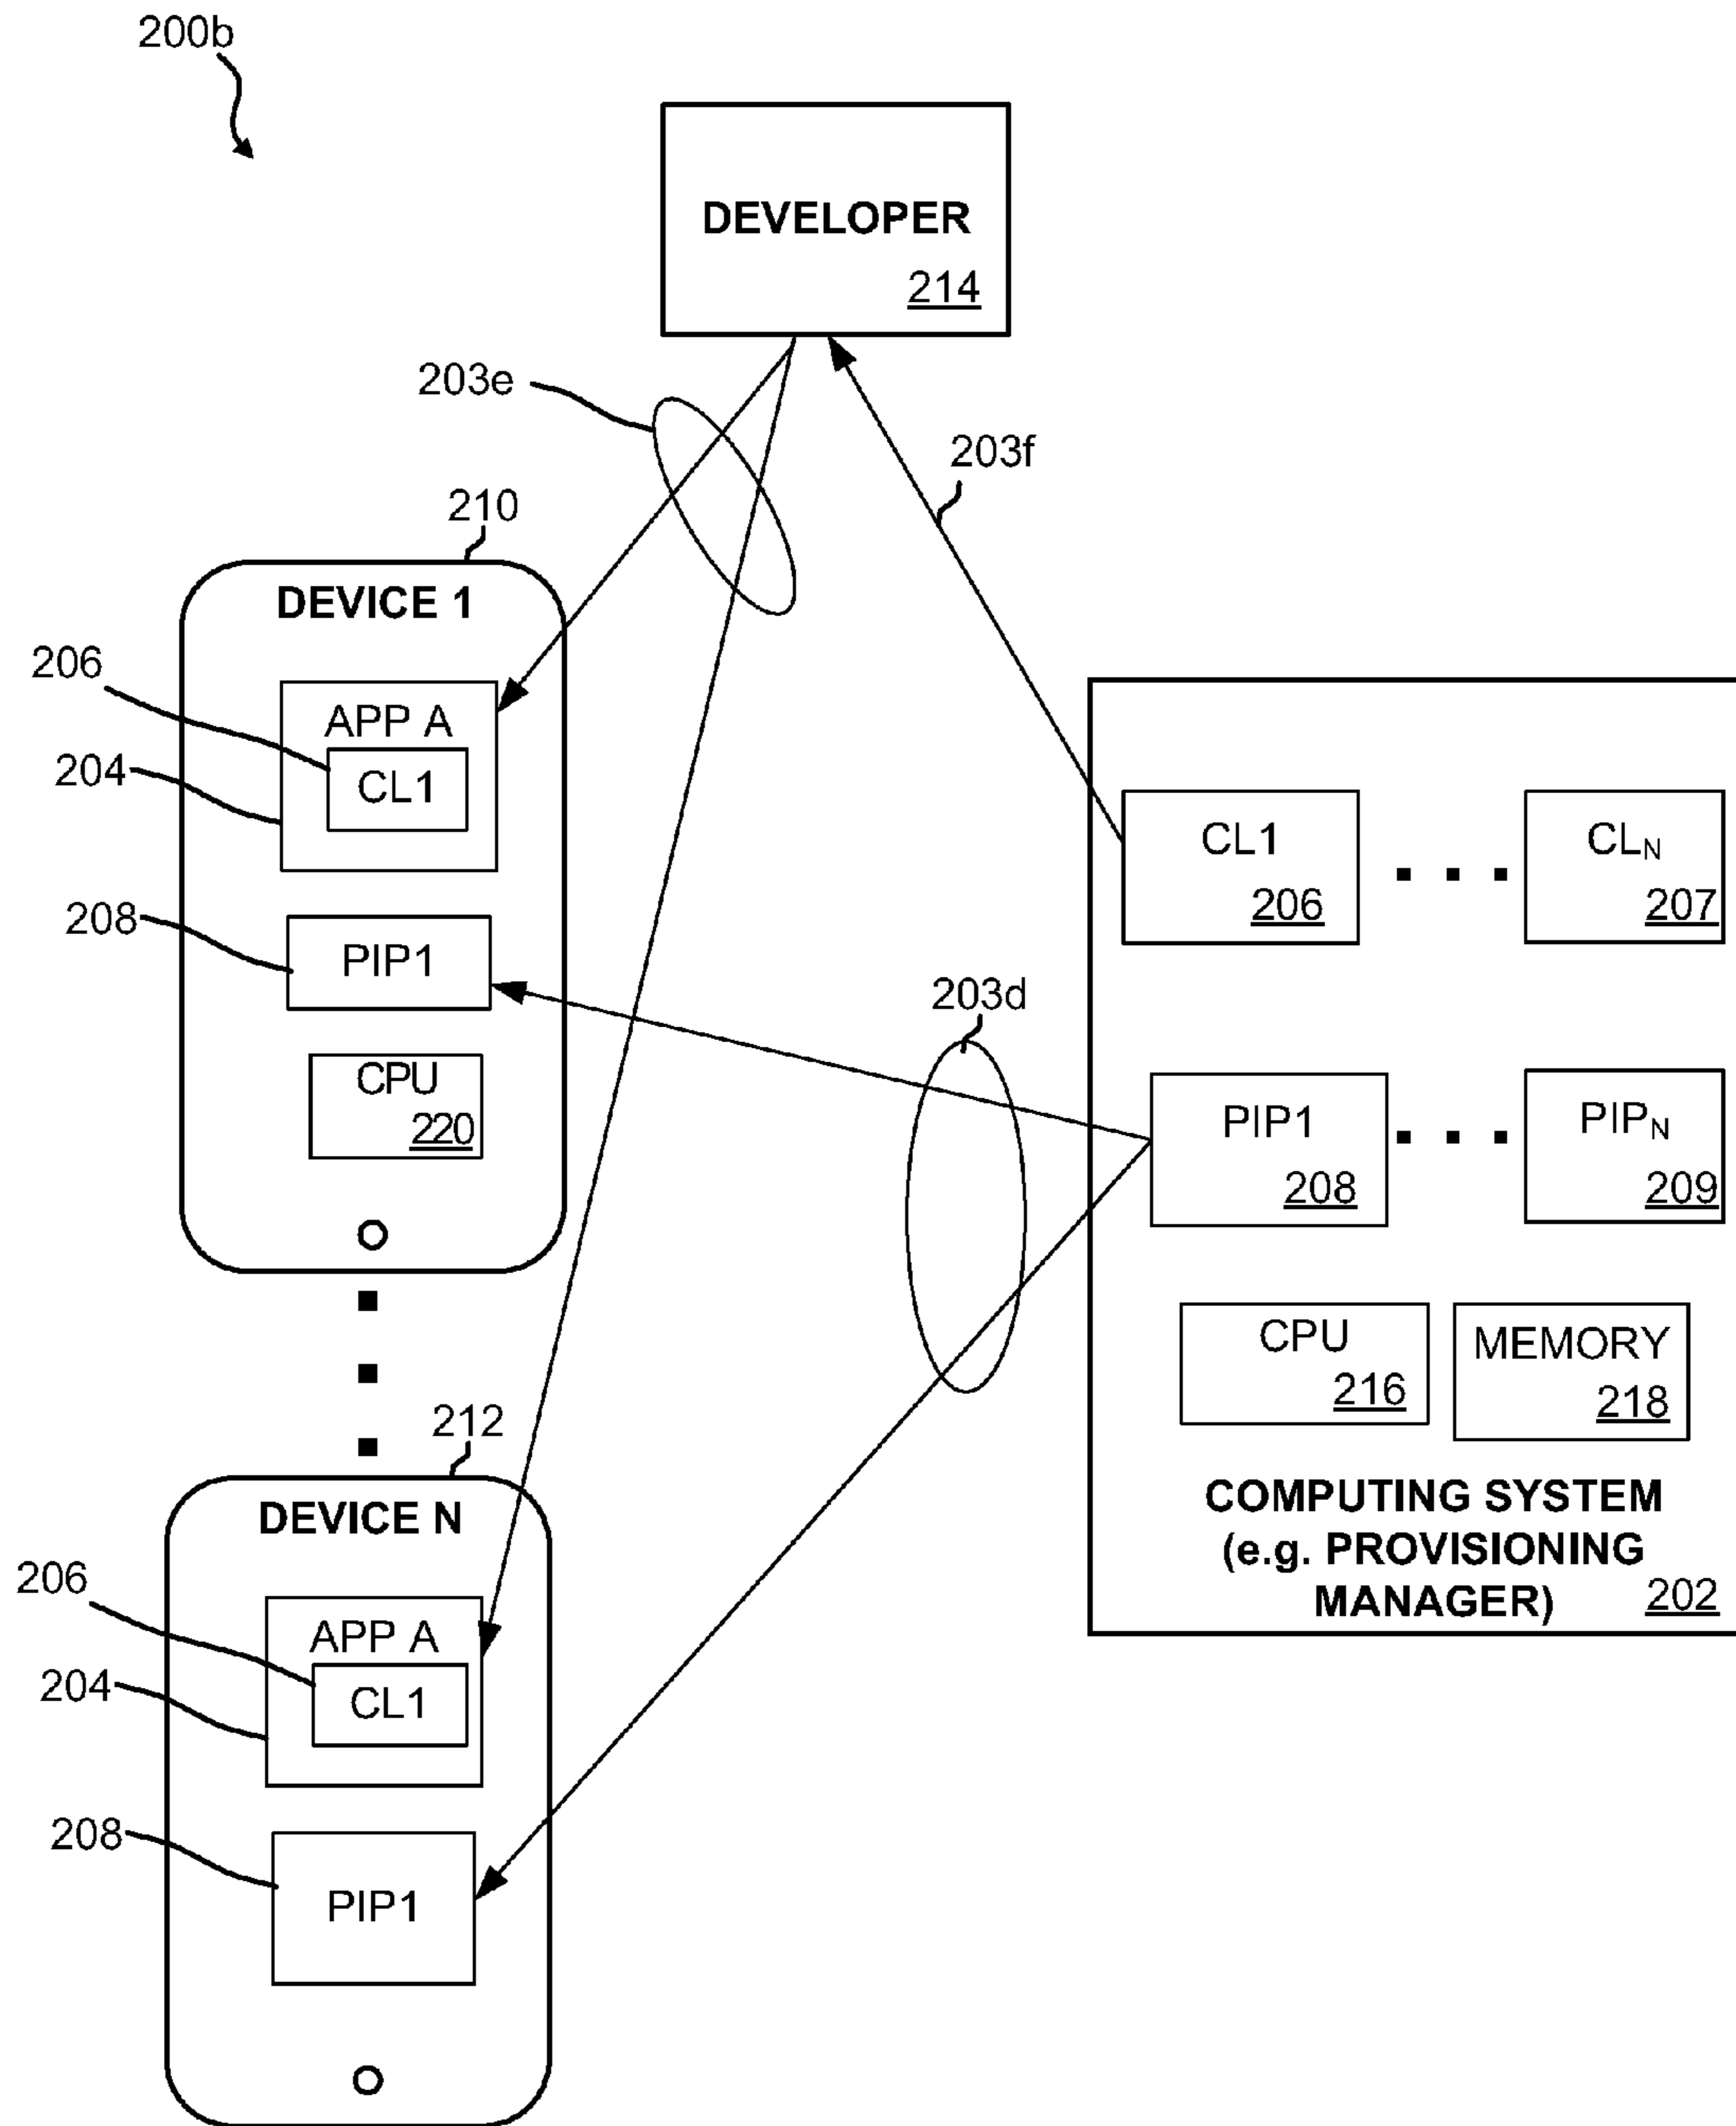 200b
DEVELOPER
214
203e
203f
210
DEVICE 1
206
APP A
204
CL1
CL1
206
CLN
207
208
PIP1
203d
CPU
220
PIP1
208
PIPN
209
CPU
216
MEMORY
218
212
DEVICE N
COMPUTING SYSTEM
(e.g. PROVISIONING
MANAGER)
202
206
APP A
204
CL1
208
PIP1